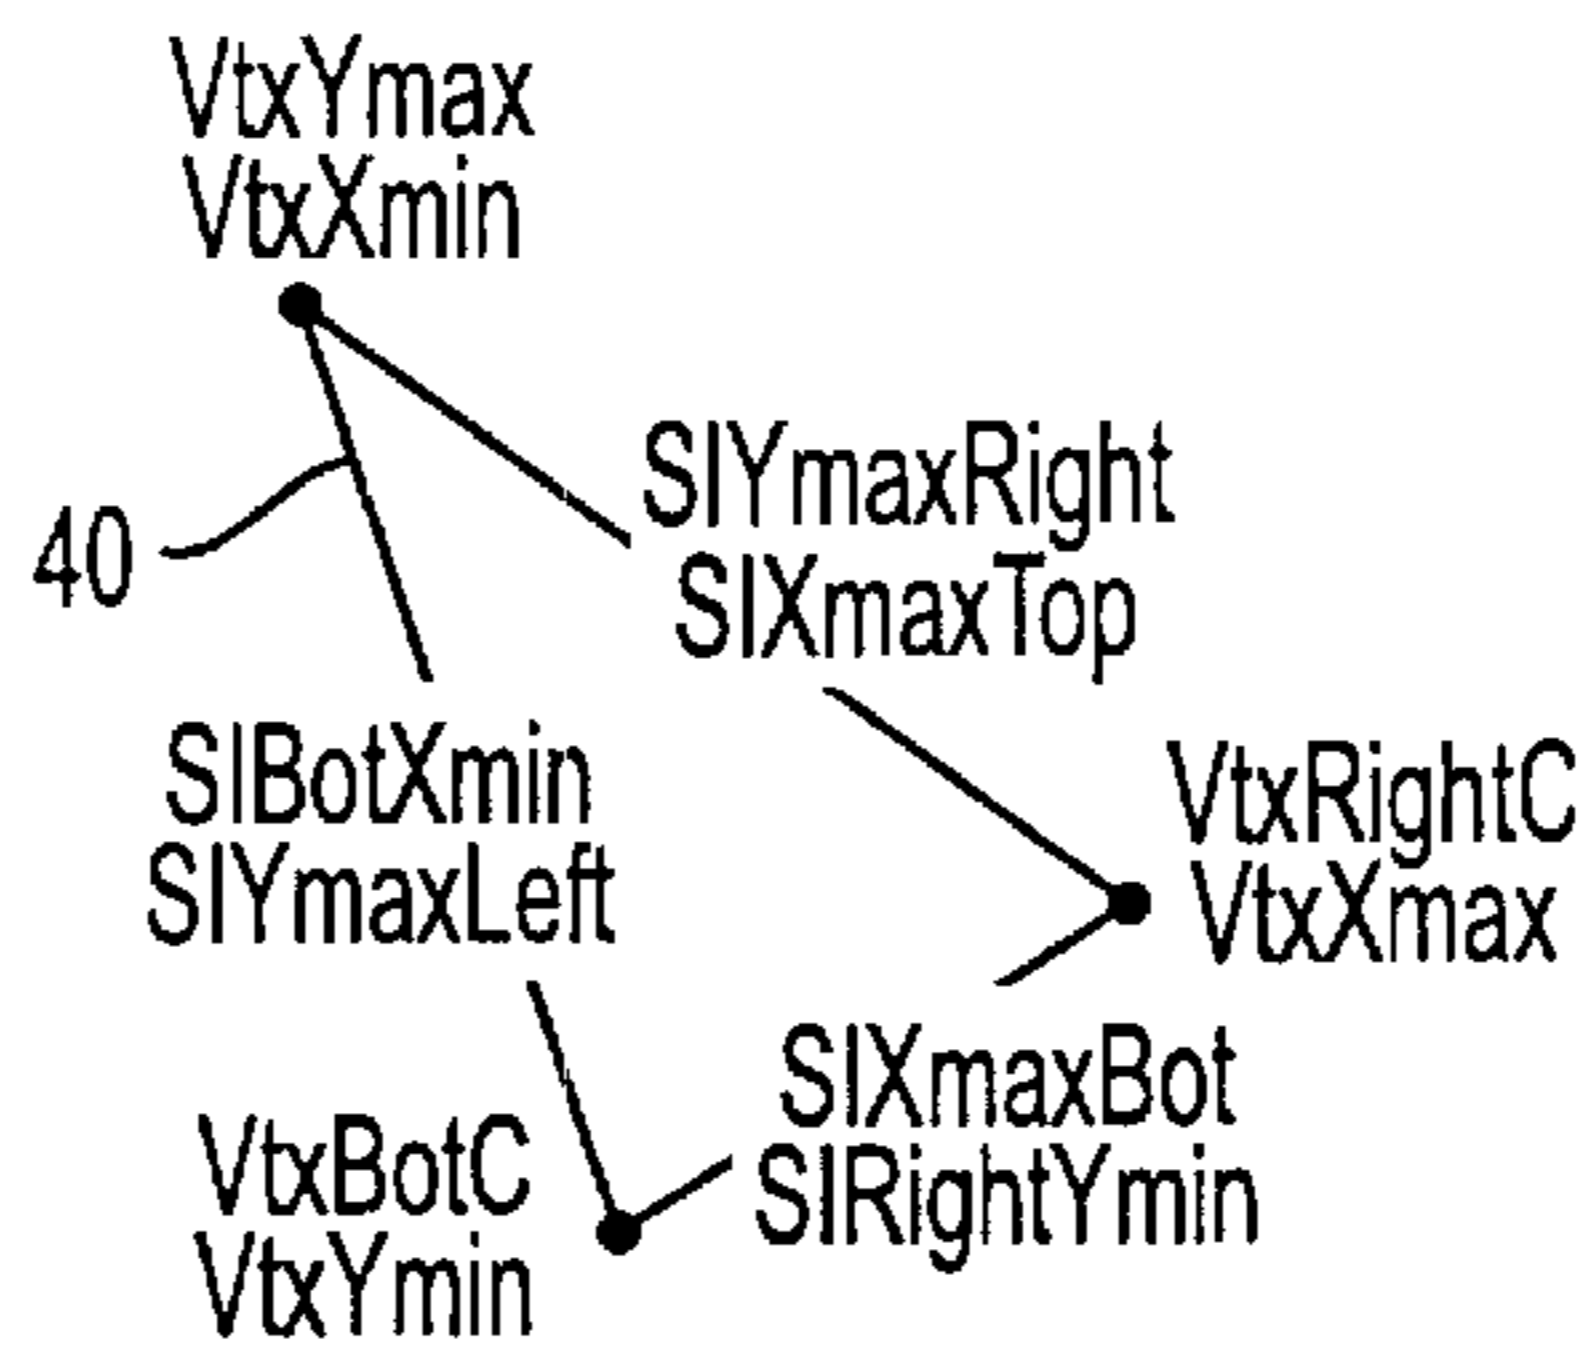 VtxYmax
VtxXmin
SlYmaxRight
SlXmaxTop
40
SlBotXmin
SlYmaxLeft
VtxRightC
VtxXmax
SlXmaxBot
SlRightYmin
VtxBotC
VtxYmin